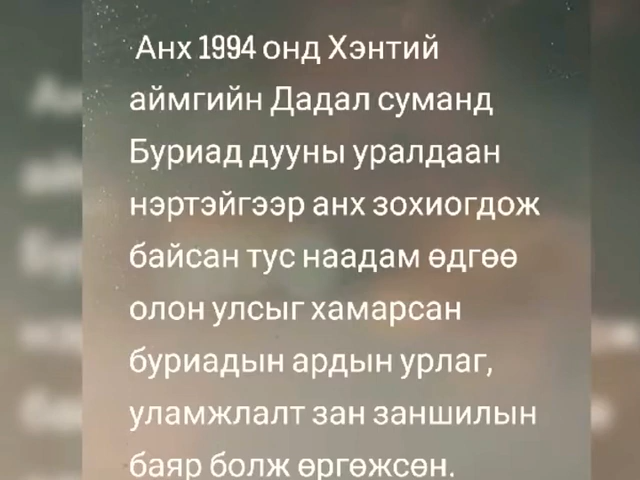 Анх 1994 онд Хэнтий
аймгийн Дадал суманд
Буриад дууны уралдаан
нэртэйгээр анх зохиогдож
байсан тус наадам өдгөө
олон улсыг хамарсан
буриадын ардын урлаг,
уламжлалт зан заншилын
баяр болж өргөжсөн.